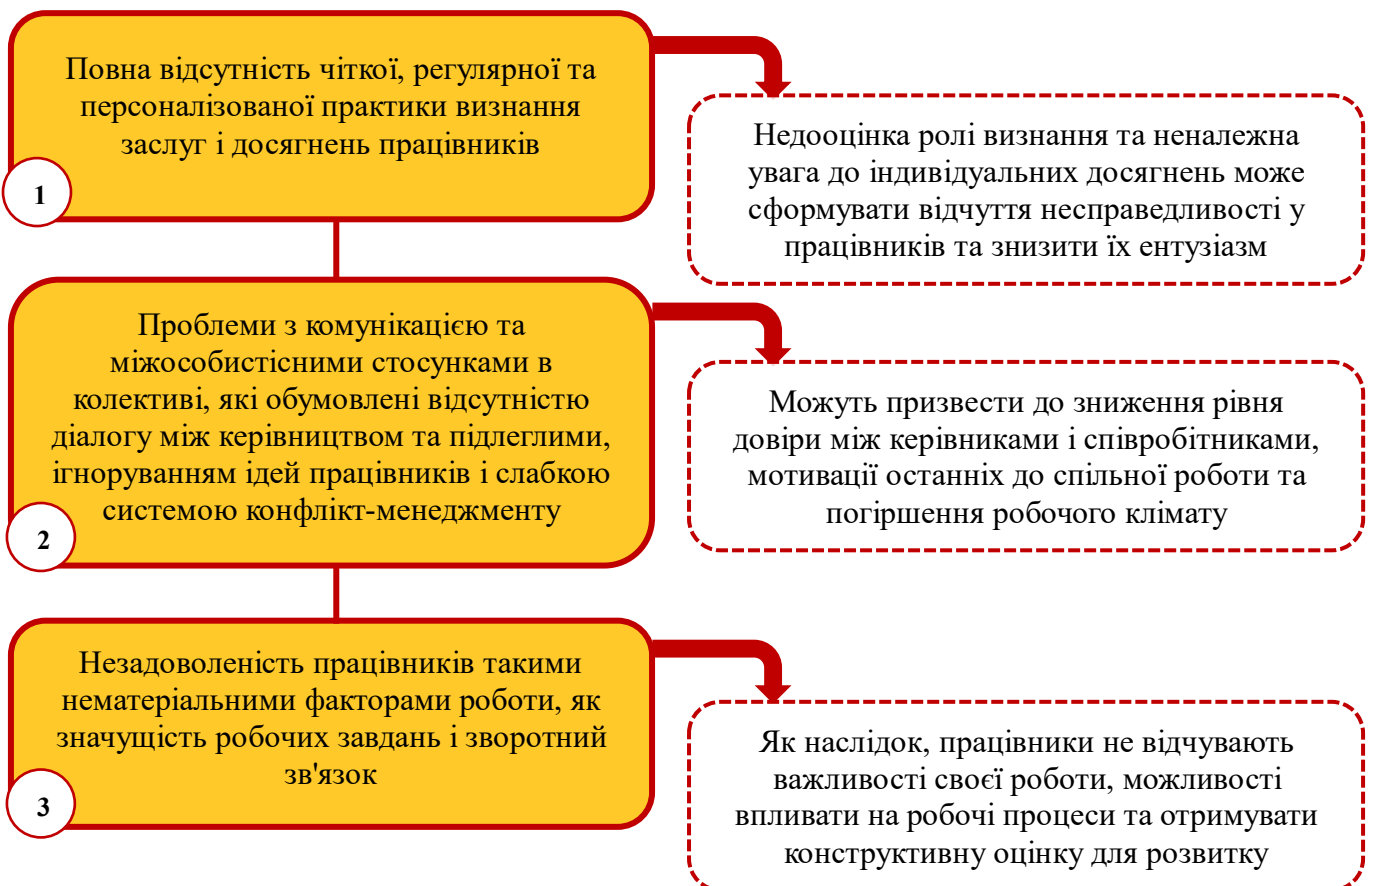 Повна відсутність чіткої, регулярної та
персоналізованої практики визнання
заслуг і досягнень працівників
1
Недооцінка ролі визнання та неналежна
увага до індивідуальних досягнень може
сформувати відчуття несправедливості у
працівників та знизити їх ентузіазм
Проблеми з комунікацією та
міжособистісними стосунками в
колективі, які обумовлені відсутністю
діалогу між керівництвом та підлеглими,
ігноруванням ідей працівників і слабкою
системою конфлікт-менеджменту
2
Можуть призвести до зниження рівня
довіри між керівниками і співробітниками,
мотивації останніх до спільної роботи та
погіршення робочого клімату
Незадоволеність працівників такими
нематеріальними факторами роботи, як
значущість робочих завдань і зворотний
зв'язок
3
Як наслідок, працівники не відчувають
важливості своєї роботи, можливості
впливати на робочі процеси та отримувати
конструктивну оцінку для розвитку